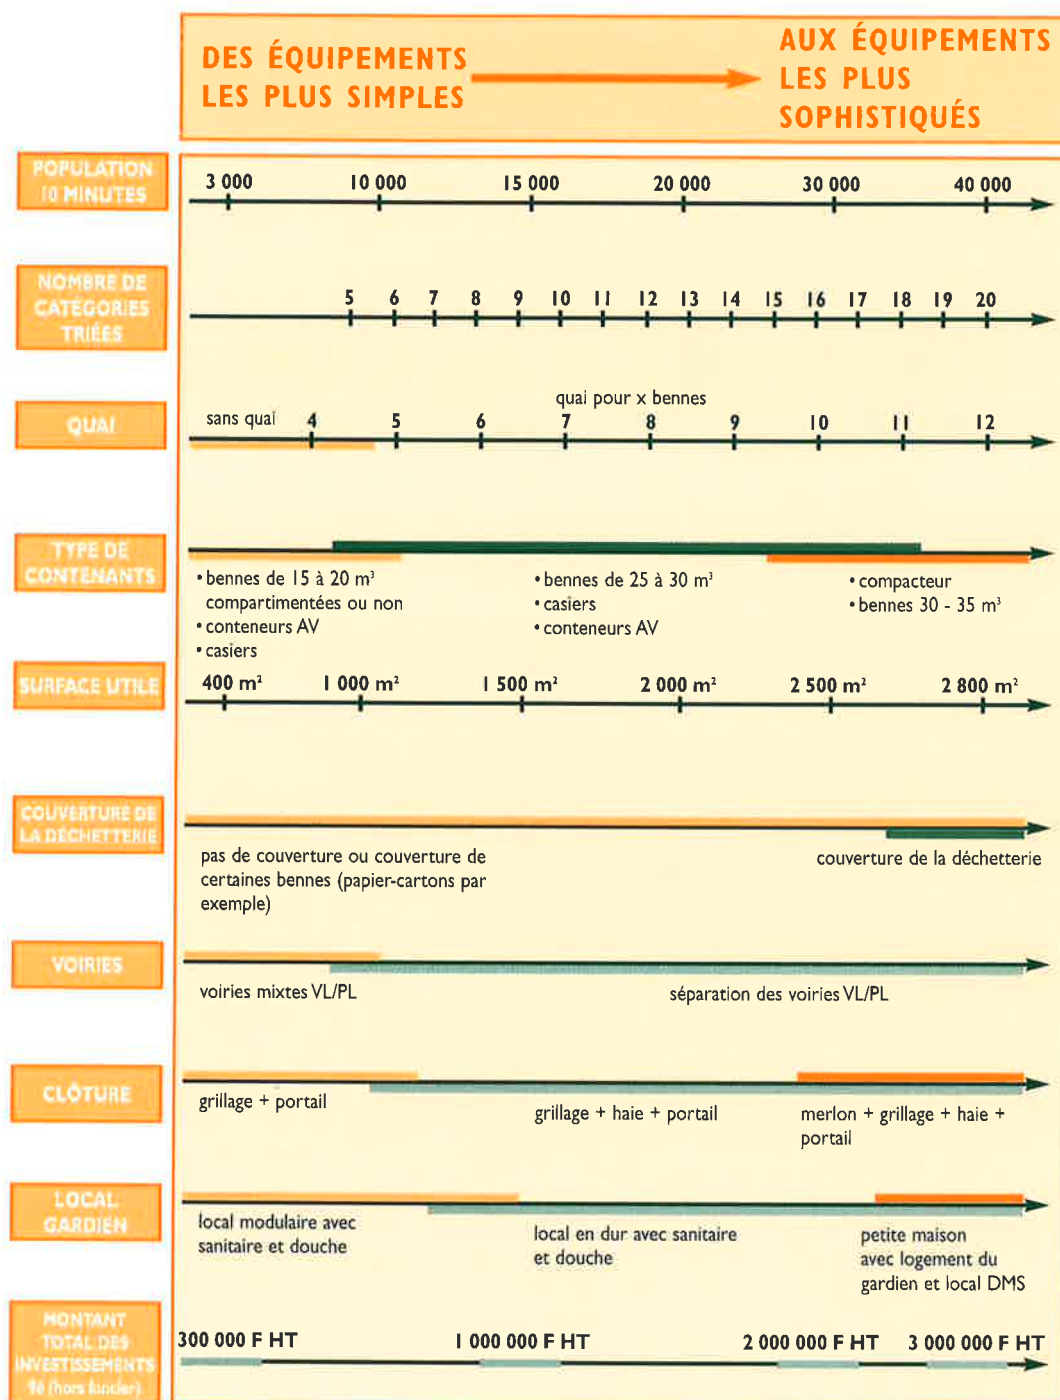 DES ÉQUIPEMENTS
LES PLUS SIMPLES
AUX ÉQUIPEMENTS
LES PLUS
SOPHISTIQUÉS
POPULATION
10 MINUTES
3 000 10 000 15 000 20 000 30 000 40 000
NOMBRE DE
CATÉGORIES
TRIÉES
5 6 7 8 9 10 11 12 13 14 15 16 17 18 19 20
QUAI
quai pour x bennes
sans quai 4 5 6 7 8 9 10 11 12
TYPE DE
CONTENANTS
• bennes de 15 à 20 m³
compartimentées ou non
• conteneurs AV
• casiers
• bennes de 25 à 30 m³
• casiers
• conteneurs AV
• compacteur
• bennes 30 - 35 m³
SURFACE UTILE
400 m² 1 000 m² 1 500 m² 2 000 m² 2 500 m² 2 800 m²
COUVERTURE DE
LA DÉCHETTERIE
pas de couverture ou couverture de
certaines bennes (papier-cartons par
exemple)
couverture de la déchetterie
VOIRIES
voiries mixtes VL/PL
séparation des voiries VL/PL
CLÔTURE
grillage + portail
grillage + haie + portail
merlon + grillage + haie +
portail
LOCAL
GARDIEN
local modulaire avec
sanitaire et douche
local en dur avec sanitaire
et douche
petite maison
avec logement du
gardien et local DMS
MONTANT
TOTAL DES
INVESTISSEMENTS
96 (hors foncier)
300 000 F HT 1 000 000 F HT 2 000 000 F HT 3 000 000 F HT